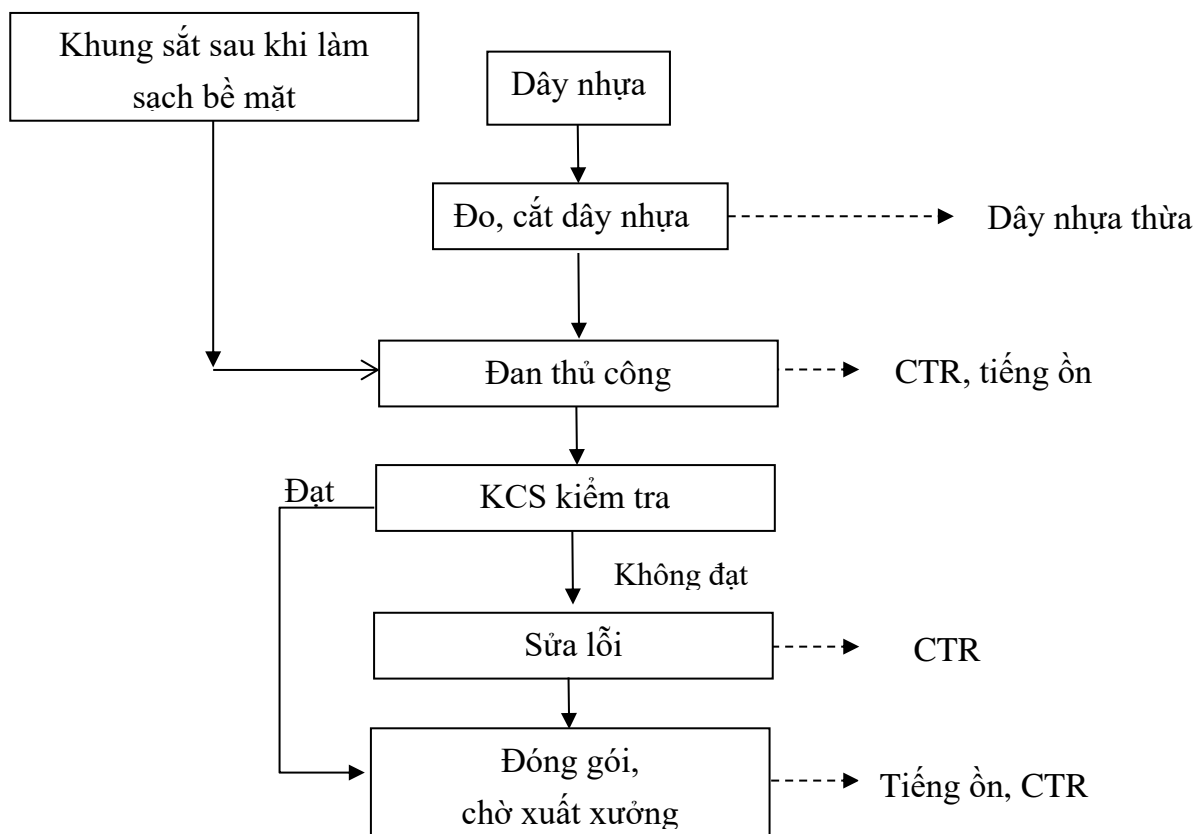 Khung sắt sau khi làm
sạch bề mặt
Dây nhựa
Đo, cắt dây nhựa
Dây nhựa thừa
Đan thủ công
CTR, tiếng ồn
Đạt
KCS kiểm tra
Không đạt
Sửa lỗi
CTR
Đóng gói,
chờ xuất xưởng
Tiếng ồn, CTR